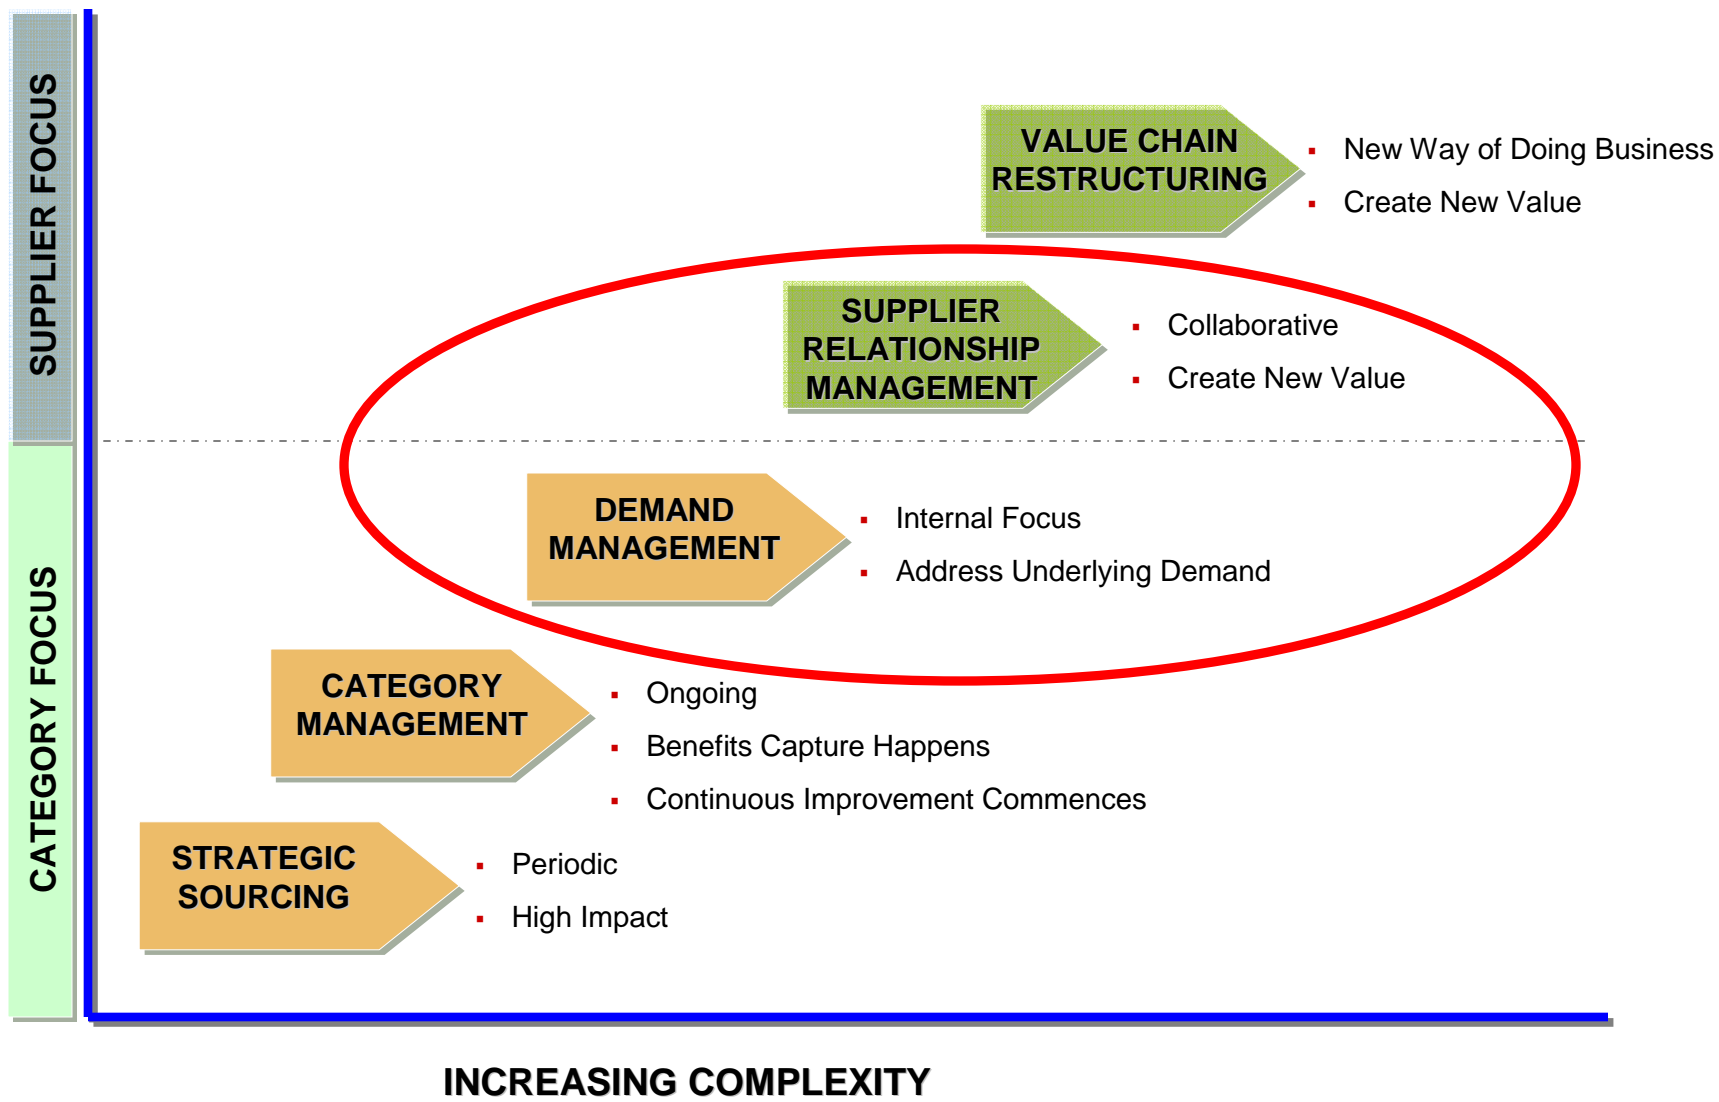 SUPPLIER FOCUS
VALUE CHAIN
RESTRUCTURING
▪ New Way of Doing Business
▪ Create New Value
SUPPLIER
RELATIONSHIP
MANAGEMENT
▪ Collaborative
▪ Create New Value
CATEGORY FOCUS
DEMAND
MANAGEMENT
▪ Internal Focus
▪ Address Underlying Demand
CATEGORY
MANAGEMENT
▪ Ongoing
▪ Benefits Capture Happens
▪ Continuous Improvement Commences
STRATEGIC
SOURCING
▪ Periodic
▪ High Impact
INCREASING COMPLEXITY